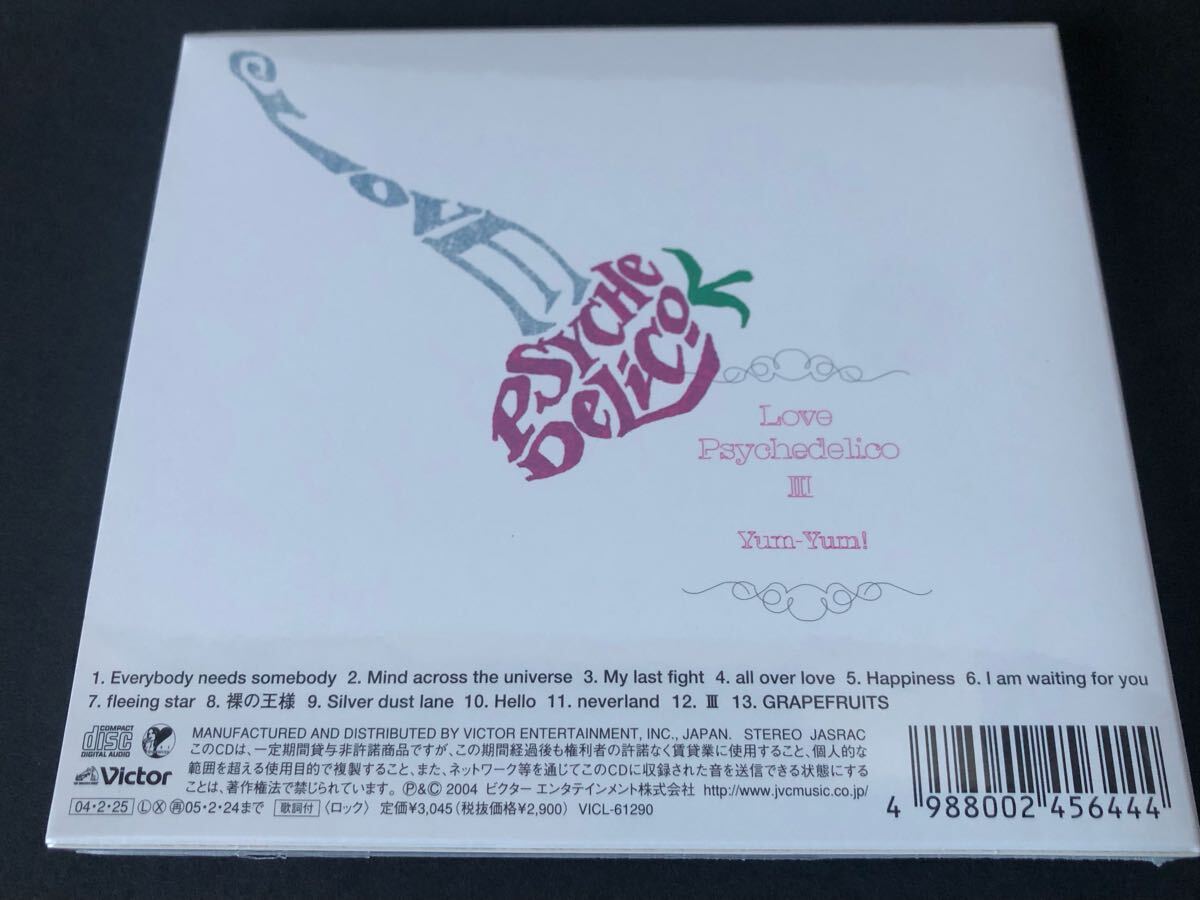 LOVE
PSYCHE
DeLiCo.
Love
Psychedelico
III
Yum-Yum!
1. Everybody needs somebody 2. Mind across the universe 3. My last fight 4. all over love 5. Happiness 6. I am waiting for you
7. fleeing star 8. 裸の王様 9. Silver dust lane 10. Hello 11. neverland 12. Ⅲ 13. GRAPEFRUITS
COMPACT
disc
DIGITAL AUDIO
Victor
MANUFACTURED AND DISTRIBUTED BY VICTOR ENTERTAINMENT, INC., JAPAN. STEREO JASRAC
このCDは、一定期間貸与非許諾商品ですが、この期間経過後も権利者の許諾なく賃貸業に使用すること、個人的な
範囲を超える使用目的で複製すること、また、ネットワーク等を通じてこのCDに収録された音を送信できる状態にする
ことは、著作権法で禁じられています。 Ⓟ&Ⓒ 2004 ビクター エンタテインメント株式会社 http://www.jvcmusic.co.jp/
04・2・25 Ⓛ Ⓧ ㊞05・2・24まで 歌詞付 〈ロック〉 定価¥3,045(税抜価格¥2,900) VICL-61290
4 988002 456444